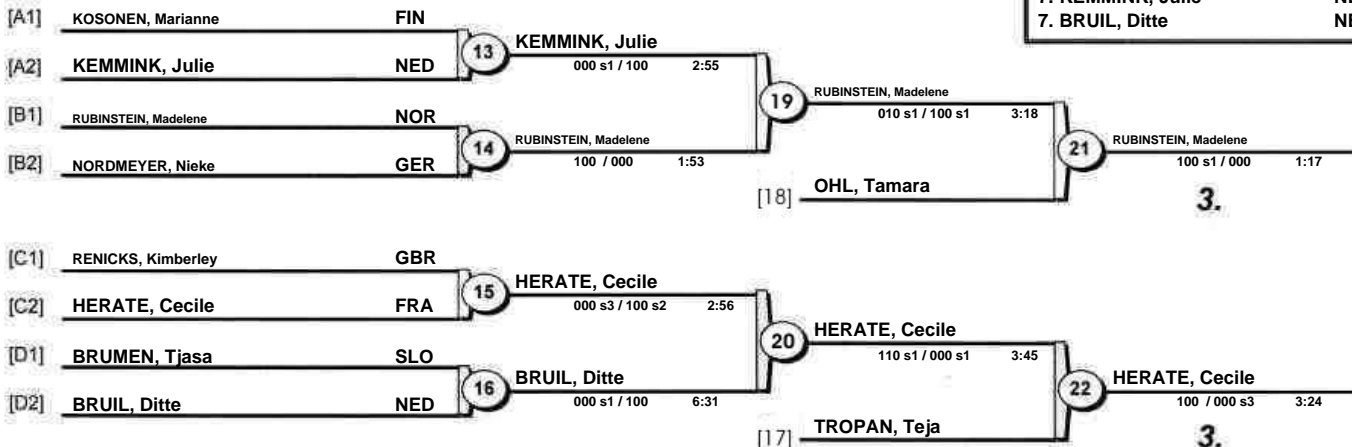 7. BRUIL, Ditte
[A1] KOSONEN, Marianne FIN
[A2] KEMMINK, Julie NED
13 KEMMINK, Julie
000 s1 / 100 2:55
[B1] RUBINSTEIN, Madelene NOR
[B2] NORDMEYER, Nieke GER
14 RUBINSTEIN, Madelene
100 / 000 1:53
19 RUBINSTEIN, Madelene
010 s1 / 100 s1 3:18
[18] OHL, Tamara
21 RUBINSTEIN, Madelene
100 s1 / 000 1:17
3.
[C1] RENICKS, Kimberley GBR
[C2] HERATE, Cecile FRA
15 HERATE, Cecile
000 s3 / 100 s2 2:56
[D1] BRUMEN, Tjasa SLO
[D2] BRUIL, Ditte NED
16 BRUIL, Ditte
000 s1 / 100 6:31
20 HERATE, Cecile
110 s1 / 000 s1 3:45
[17] TROPAN, Teja
22 HERATE, Cecile
100 / 000 s3 3:24
3.